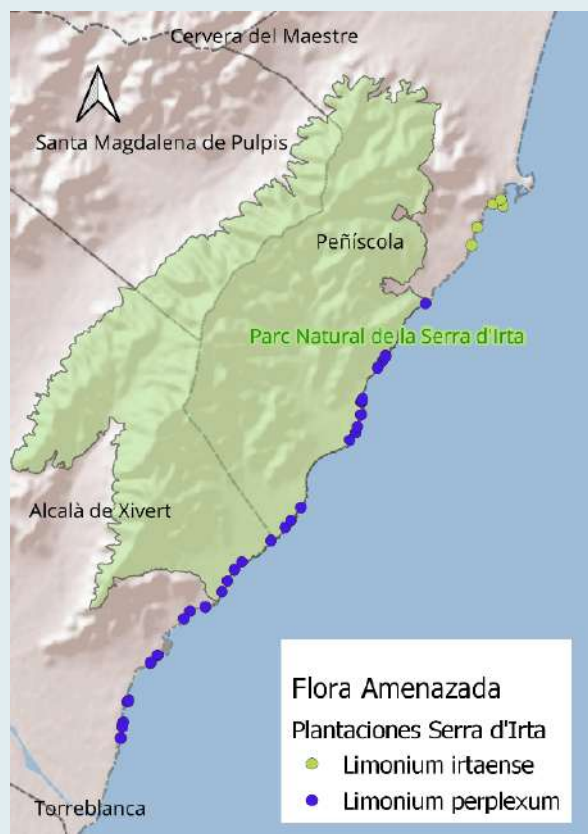 Cervera del Maestre
Santa Magdalena de Pulpis
Peñíscola
Parc Natural de la Serra d'Irta
Alcalà de Xivert
Flora Amenazada
Plantaciones Serra d'Irta
Limonium irtaense
Limonium perplexum
Torreblanca